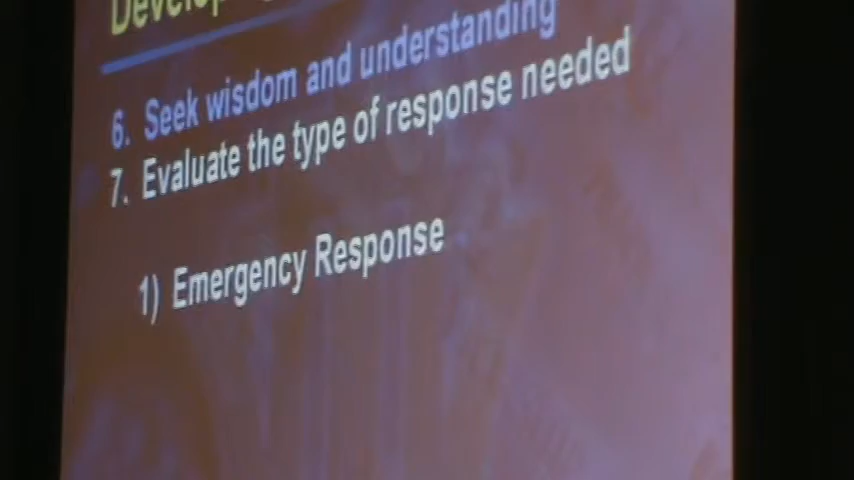 6. Seek wisdom and understanding
7. Evaluate the type of response needed
1) Emergency Response